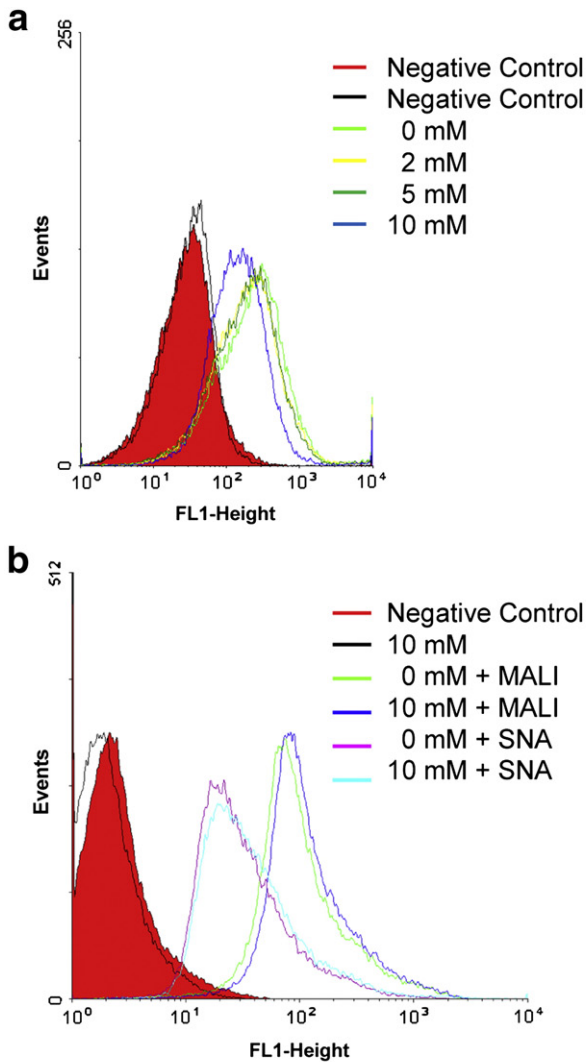 a
256
Events
0
10⁰ 10¹ 10² 10³ 10⁴
FL1-Height
Negative Control
Negative Control
0 mM
2 mM
5 mM
10 mM
b
512
Events
0
10⁰ 10¹ 10² 10³ 10⁴
FL1-Height
Negative Control
10 mM
0 mM + MALI
10 mM + MALI
0 mM + SNA
10 mM + SNA